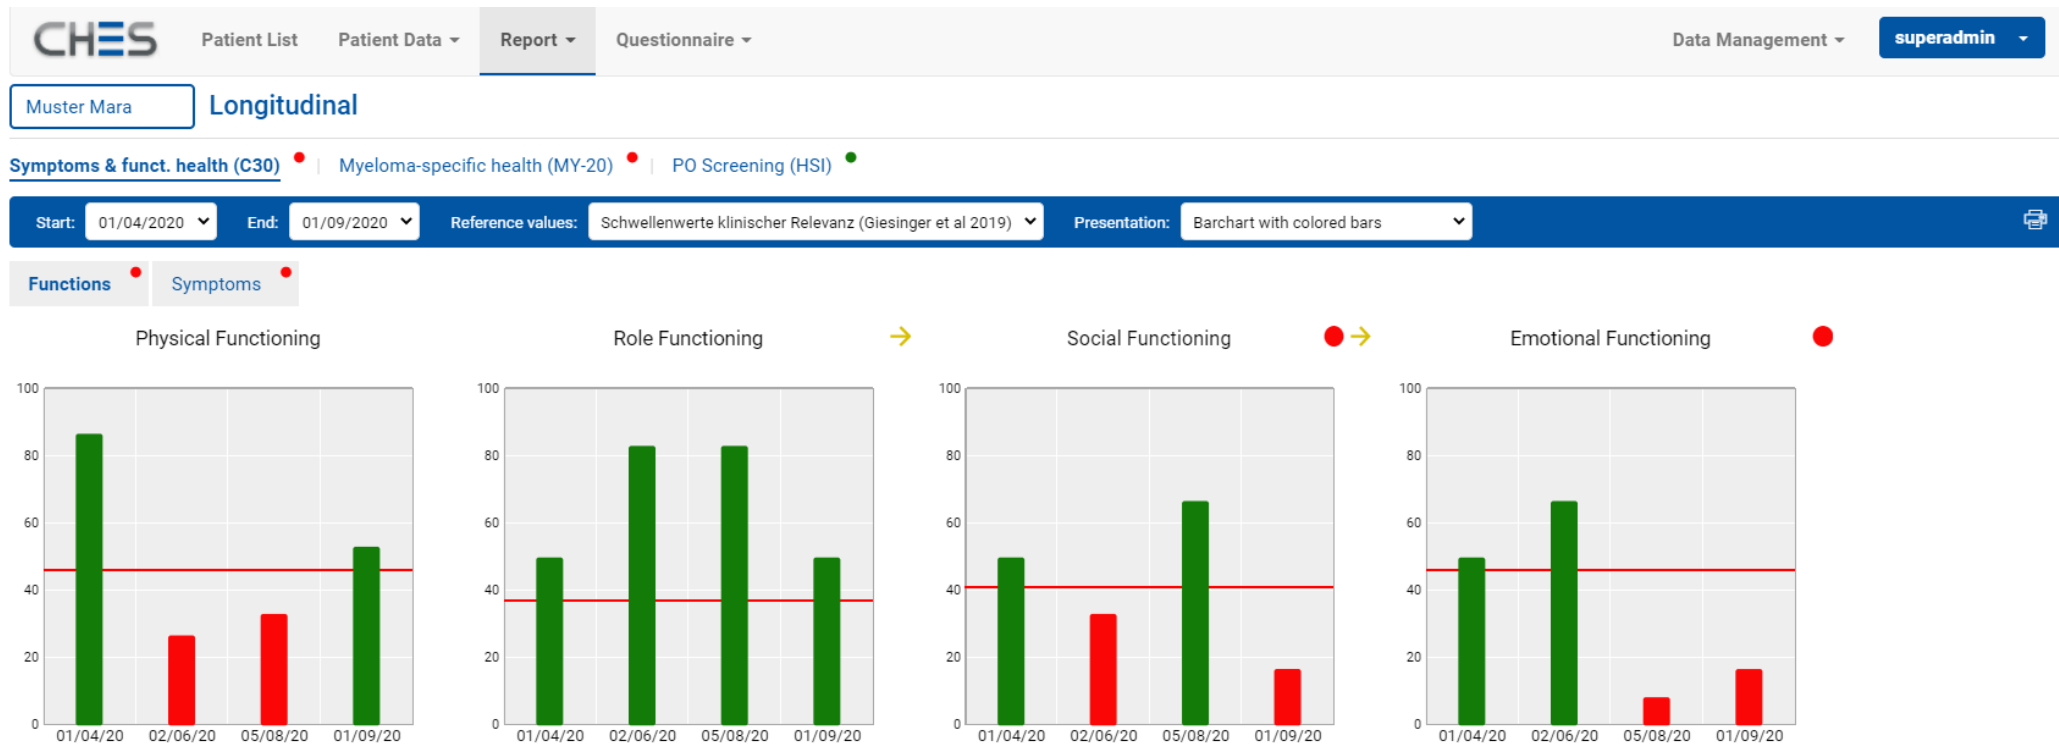 CHES Patient List Patient Data Report Questionnaire Data Management superadmin
Muster Mara Longitudinal
Symptoms & funct. health (C30) | Myeloma-specific health (MY-20) | PO Screening (HSI)
Start: 01/04/2020 End: 01/09/2020 Reference values: Schwellenwerte klinischer Relevanz (Giesinger et al 2019) Presentation: Barchart with colored bars
Functions Symptoms
Physical Functioning
100
80
60
40
20
0
01/04/20 02/06/20 05/08/20 01/09/20
Role Functioning
100
80
60
40
20
0
01/04/20 02/06/20 05/08/20 01/09/20
Social Functioning
100
80
60
40
20
0
01/04/20 02/06/20 05/08/20 01/09/20
Emotional Functioning
100
80
60
40
20
0
01/04/20 02/06/20 05/08/20 01/09/20